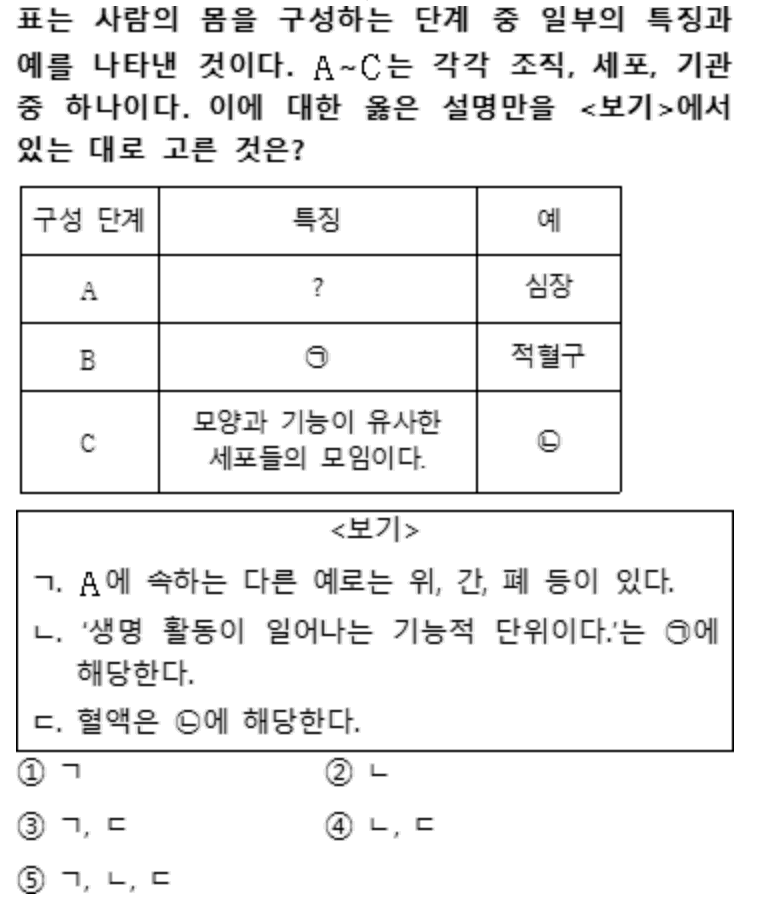 표는 사람의 몸을 구성하는 단계 중 일부의 특징과
예를 나타낸 것이다. A~C는 각각 조직, 세포, 기관
중 하나이다. 이에 대한 옳은 설명만을 <보기>에서
있는 대로 고른 것은?
구성 단계 특징 예
A ? 심장
B ㉠ 적혈구
C 모양과 기능이 유사한
세포들의 모임이다. ㉡
<보기>
ㄱ. A에 속하는 다른 예로는 위, 간, 폐 등이 있다.
ㄴ. '생명 활동이 일어나는 기능적 단위이다.'는 ㉠에
해당한다.
ㄷ. 혈액은 ㉡에 해당한다.
① ㄱ ② ㄴ
③ ㄱ, ㄷ ④ ㄴ, ㄷ
⑤ ㄱ, ㄴ, ㄷ